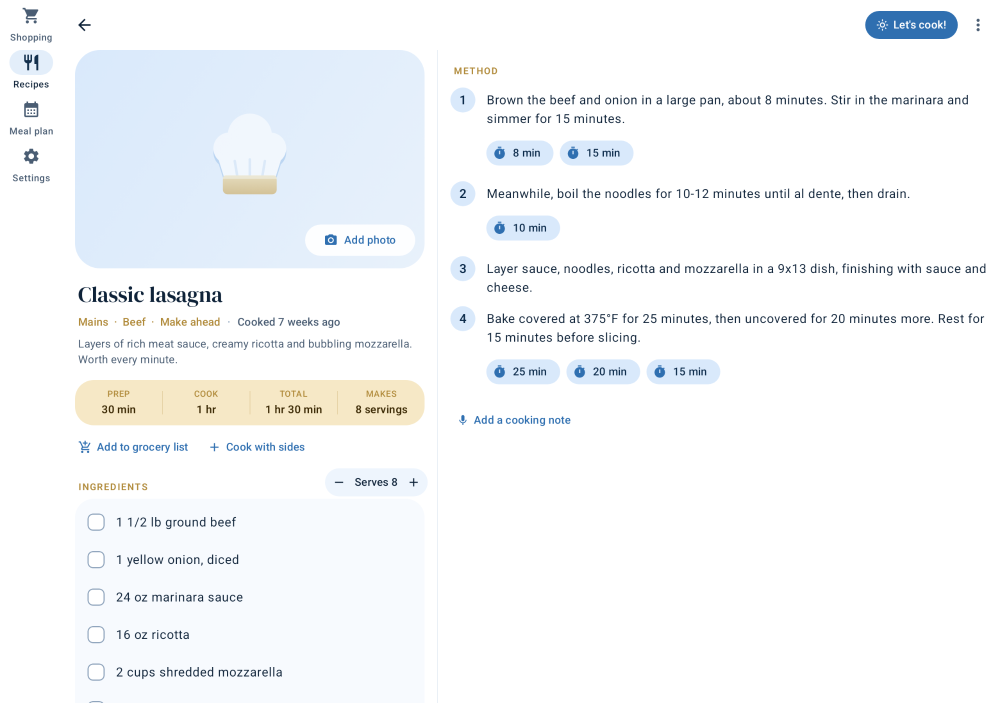 Shopping
Recipes
Meal plan
Settings
Let's cook!
Add photo
Classic lasagna
Mains · Beef · Make ahead · Cooked 7 weeks ago
Layers of rich meat sauce, creamy ricotta and bubbling mozzarella.
Worth every minute.
PREP
30 min
COOK
1 hr
TOTAL
1 hr 30 min
MAKES
8 servings
Add to grocery list
Cook with sides
INGREDIENTS
Serves 8
1 1/2 lb ground beef
1 yellow onion, diced
24 oz marinara sauce
16 oz ricotta
2 cups shredded mozzarella
METHOD
1 Brown the beef and onion in a large pan, about 8 minutes. Stir in the marinara and
simmer for 15 minutes.
8 min 15 min
2 Meanwhile, boil the noodles for 10-12 minutes until al dente, then drain.
10 min
3 Layer sauce, noodles, ricotta and mozzarella in a 9x13 dish, finishing with sauce and
cheese.
4 Bake covered at 375°F for 25 minutes, then uncovered for 20 minutes more. Rest for
15 minutes before slicing.
25 min 20 min 15 min
Add a cooking note